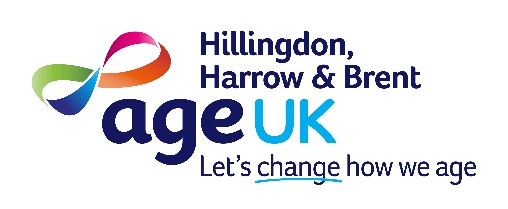 Hillingdon,
Harrow & Brent
age UK
Let's change how we age